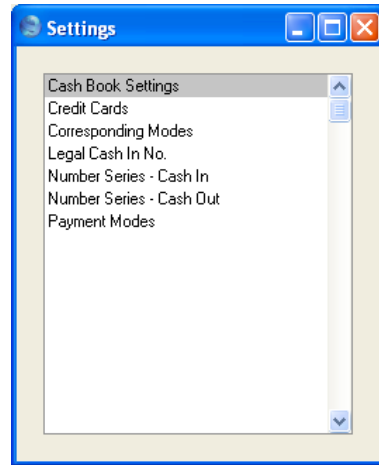 Settings
Cash Book Settings
Credit Cards
Corresponding Modes
Legal Cash In No.
Number Series - Cash In
Number Series - Cash Out
Payment Modes